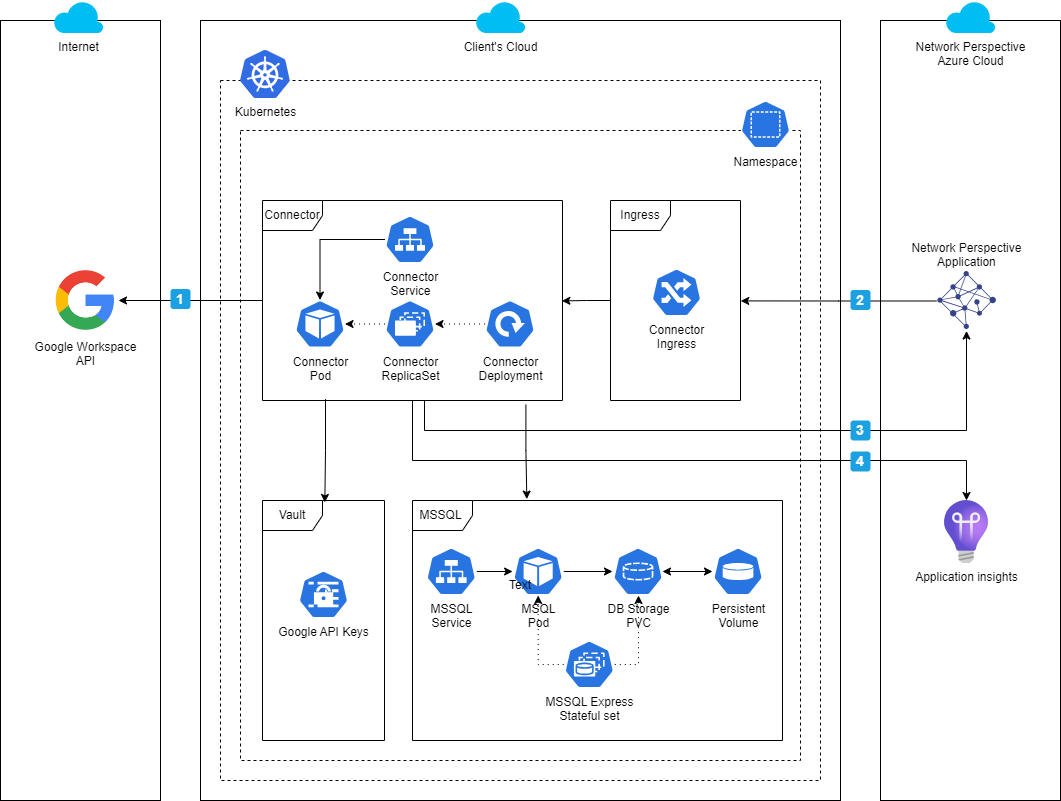 Internet
Client's Cloud
Network Perspective
Azure Cloud
Kubernetes
Namespace
Connector
Connector
Service
Connector
Pod
Connector
ReplicaSet
Connector
Deployment
Ingress
Connector
Ingress
Network Perspective
Application
Google Workspace
API
1
2
3
4
Vault
Google API Keys
MSSQL
MSSQL
Service
Text
MSQL
Pod
DB Storage
PVC
Persistent
Volume
MSSQL Express
Stateful set
Application insights